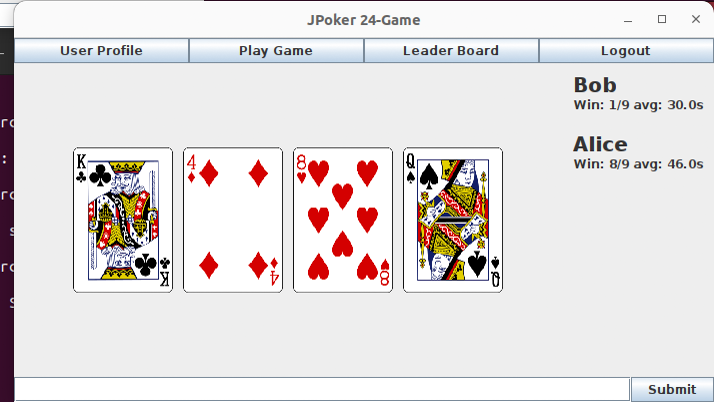 JPoker 24-Game
User Profile
Play Game
Leader Board
Logout
Bob
Win: 1/9 avg: 30.0s
Alice
Win: 8/9 avg: 46.0s
K
4
8
Q
K
4
8
Q
Submit